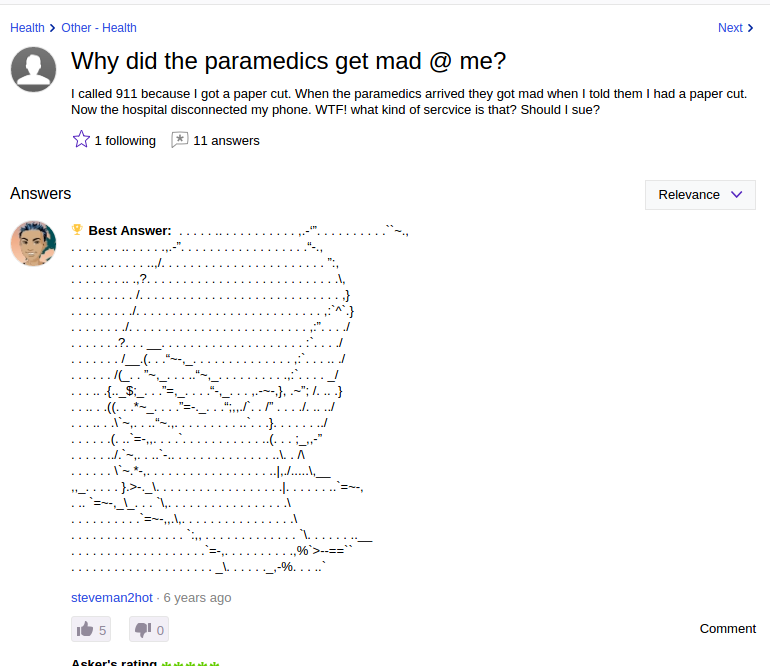 Health > Other - Health
Next >
Why did the paramedics get mad @ me?
I called 911 because I got a paper cut. When the paramedics arrived they got mad when I told them I had a paper cut.
Now the hospital disconnected my phone. WTF! what kind of sercvice is that? Should I sue?
1 following 11 answers
Answers
Relevance
Best Answer:
steveman2hot · 6 years ago
5 0
Comment
Asker's rating